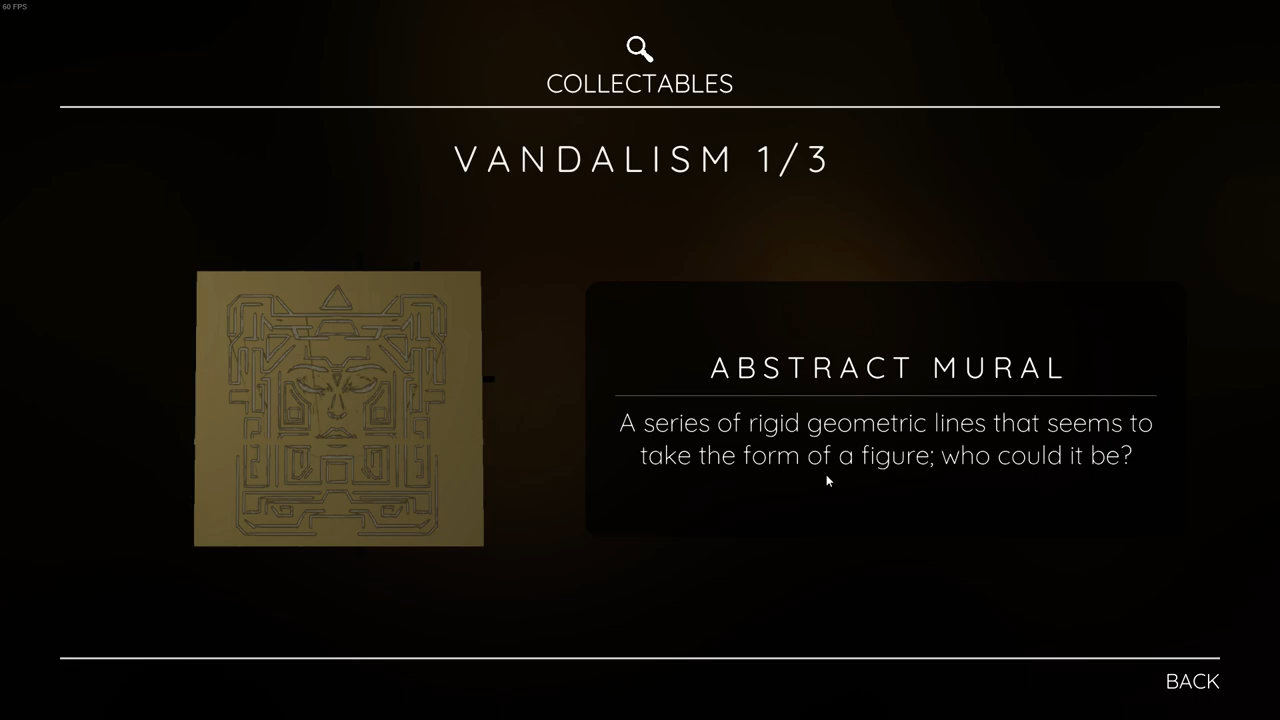 60 FPS
COLLECTABLES
VANDALISM 1/3
ABSTRACT MURAL
A series of rigid geometric lines that seems to
take the form of a figure; who could it be?
BACK